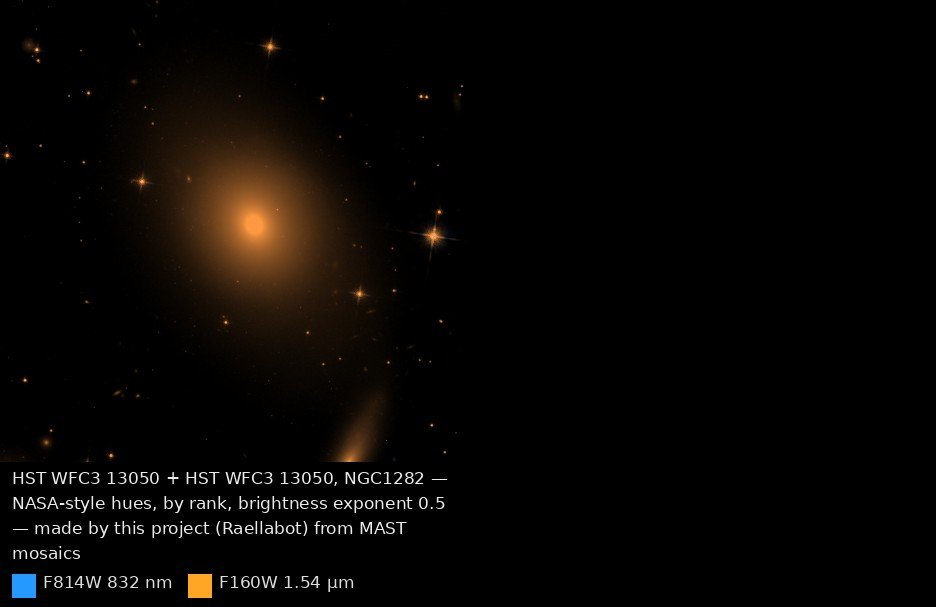 HST WFC3 13050 + HST WFC3 13050, NGC1282 —
NASA-style hues, by rank, brightness exponent 0.5
— made by this project (Raellabot) from MAST
mosaics
F814W 832 nm F160W 1.54 µm